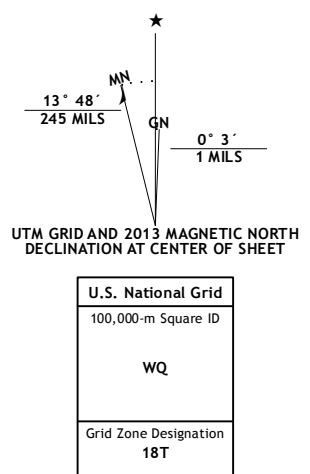 MN
GN
13° 48´
245 MILS
0° 3´
1 MILS
UTM GRID AND 2013 MAGNETIC NORTH
DECLINATION AT CENTER OF SHEET
U.S. National Grid
100,000-m Square ID
WQ
Grid Zone Designation
18T